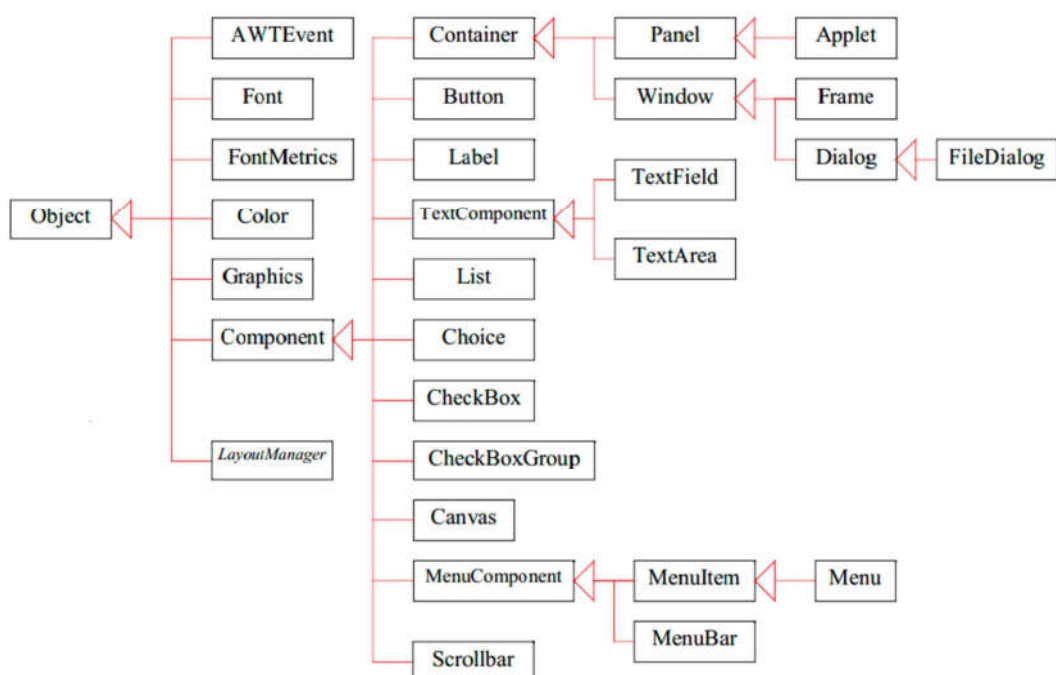 AWTEvent
Container
Panel
Applet
Font
Button
Window
Frame
FontMetrics
Label
Dialog
FileDialog
TextField
Object
Color
TextComponent
TextArea
Graphics
List
Component
Choice
CheckBox
LayoutManager
CheckBoxGroup
Canvas
MenuComponent
MenuItem
Menu
MenuBar
Scrollbar